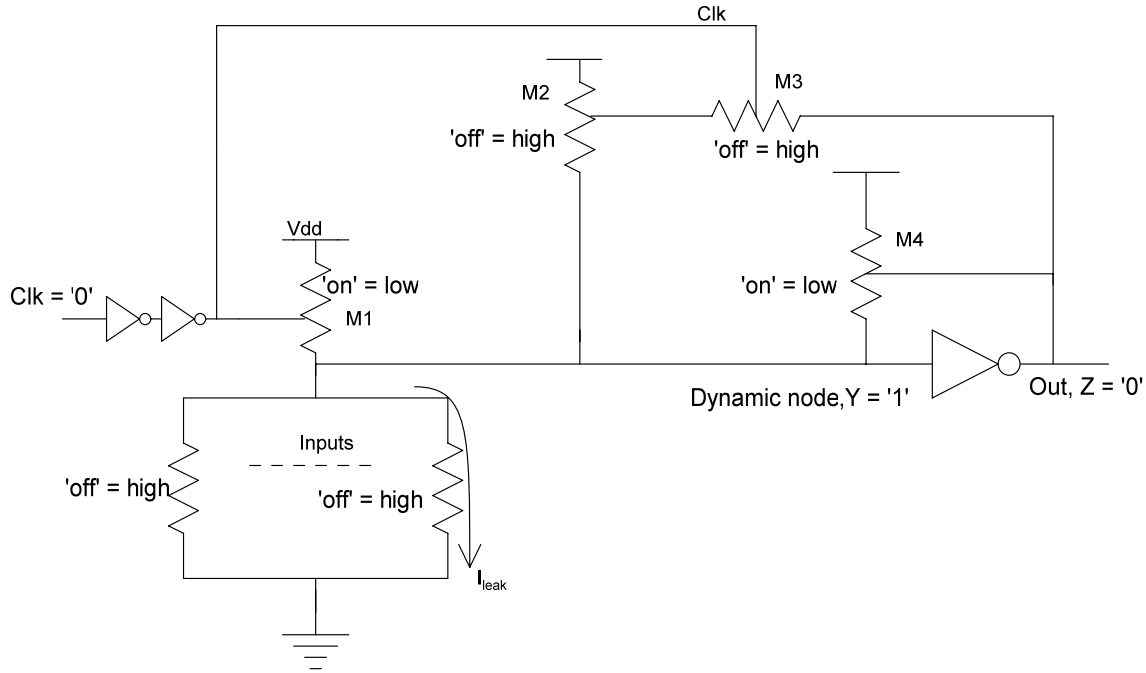 Clk
M3
M2
'off' = high
'off' = high
M4
Vdd
'on' = low
'on' = low
Clk = '0'
M1
Dynamic node,Y = '1'
Out, Z = '0'
Inputs
'off' = high
'off' = high
Ileak